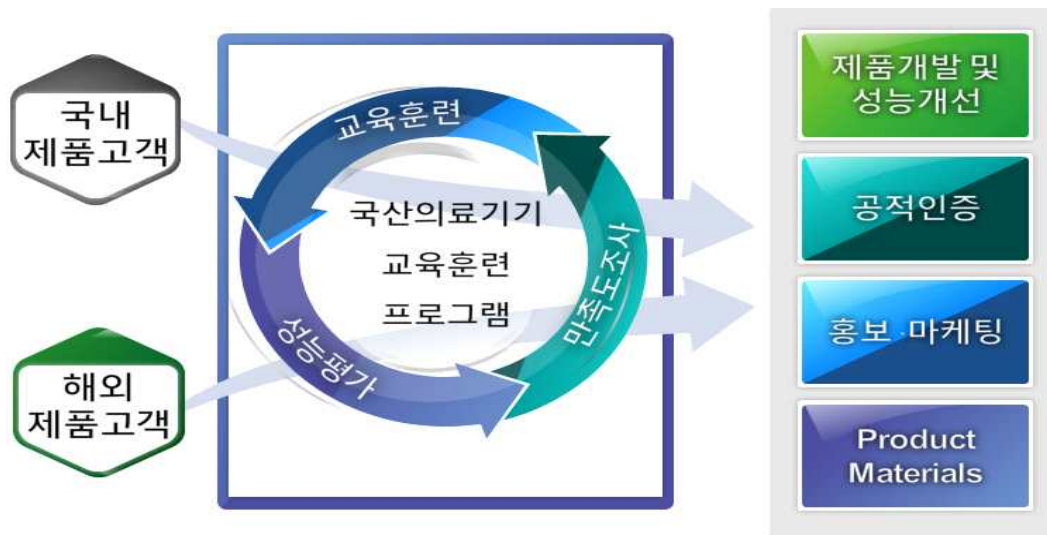 국내
제품고객
해외
제품고객
교육훈련
국산의료기기
교육훈련
프로그램
만족도조사
성능평가
제품개발 및
성능개선
공적인증
홍보·마케팅
Product
Materials